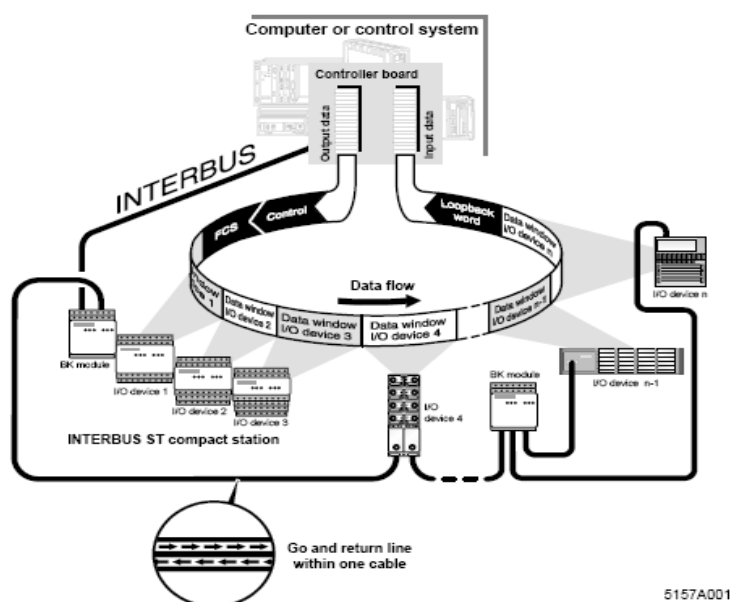 Computer or control system
Controller board
Output data
Input data
INTERBUS
FCS
Control
Loopback
word
Data window
I/O device n
I/O device n
Data flow
Data window
I/O device 2
Data window
I/O device 3
Data window
I/O device 4
Data window
I/O device n-1
BK module
I/O device 1
I/O device 2
I/O device 3
INTERBUS ST compact station
I/O
device 4
BK module
I/O device n-1
Go and return line
within one cable
5157A001